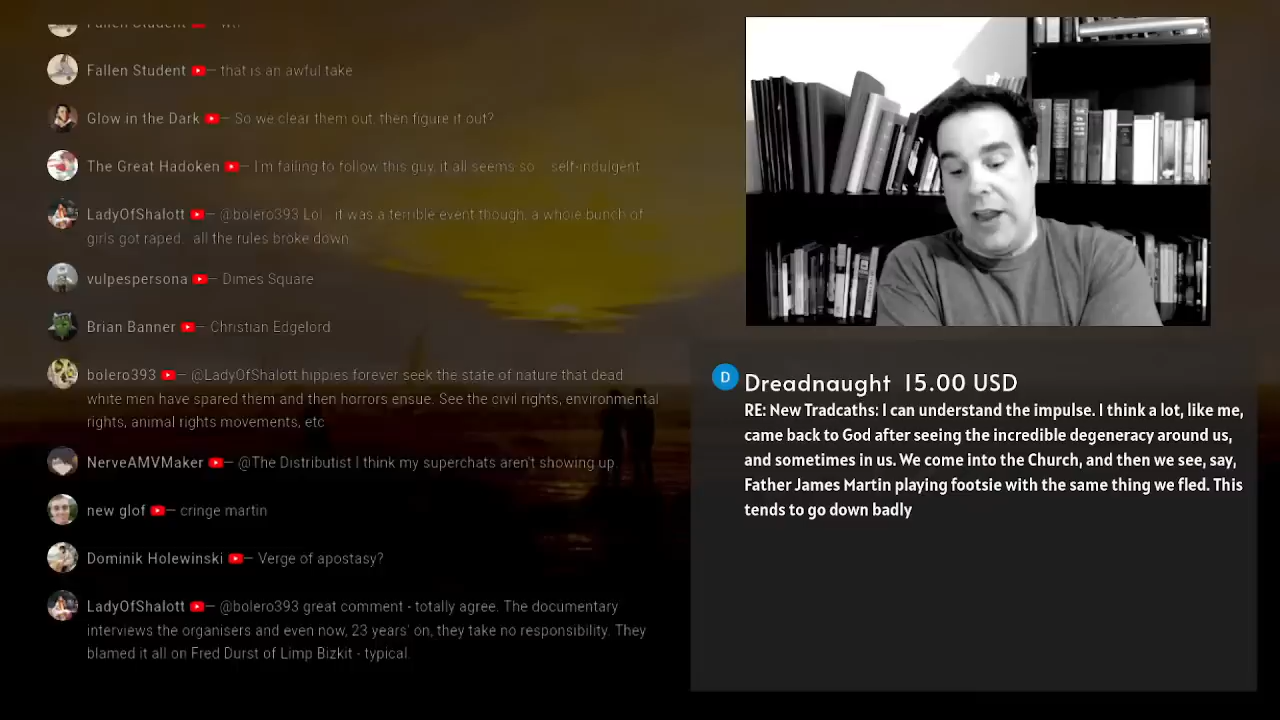 Fallen Student
Fallen Student – that is an awful take
Glow in the Dark – So we clear them out, then figure it out?
The Great Hadoken – I'm failing to follow this guy, it all seems so self-indulgent
LadyOfShalott – @bolero393 Lol it was a terrible event though, a whole bunch of
girls got raped. all the rules broke down
vulpespersona – Dimes Square
Brian Banner – Christian Edgelord
bolero393 – @LadyOfShalott hippies forever seek the state of nature that dead
white men have spared them and then horrors ensue. See the civil rights, environmental
rights, animal rights movements, etc
NerveAMVMaker – @The Distributist I think my superchats aren't showing up.
new glof – cringe martin
Dominik Holewinski – Verge of apostasy?
LadyOfShalott – @bolero393 great comment - totally agree. The documentary
interviews the organisers and even now, 23 years' on, they take no responsibility. They
blamed it all on Fred Durst of Limp Bizkit - typical.
D
Dreadnaught 15.00 USD
RE: New Tradcaths: I can understand the impulse. I think a lot, like me,
came back to God after seeing the incredible degeneracy around us,
and sometimes in us. We come into the Church, and then we see, say,
Father James Martin playing footsie with the same thing we fled. This
tends to go down badly